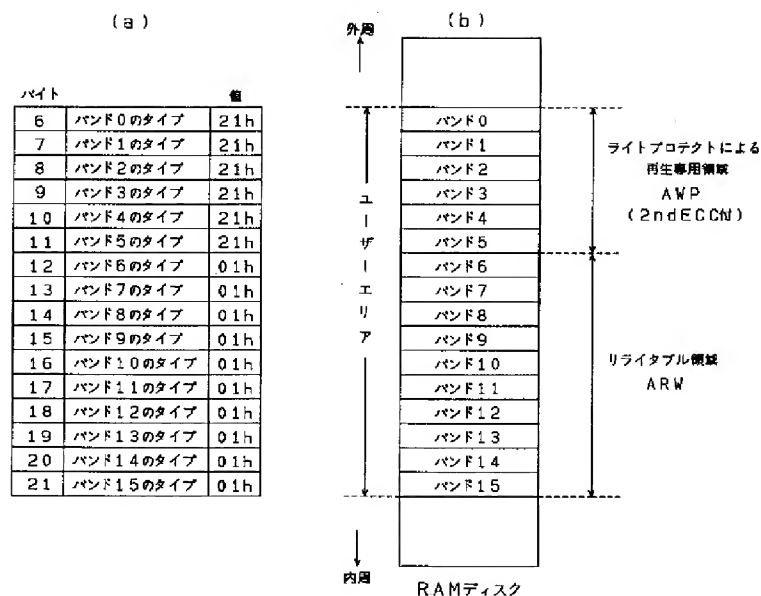 (a)
バイト 値
6 バンド0のタイプ 21h
7 バンド1のタイプ 21h
8 バンド2のタイプ 21h
9 バンド3のタイプ 21h
10 バンド4のタイプ 21h
11 バンド5のタイプ 21h
12 バンド6のタイプ 01h
13 バンド7のタイプ 01h
14 バンド8のタイプ 01h
15 バンド9のタイプ 01h
16 バンド10のタイプ 01h
17 バンド11のタイプ 01h
18 バンド12のタイプ 01h
19 バンド13のタイプ 01h
20 バンド14のタイプ 01h
21 バンド15のタイプ 01h
(b)
外周
ユーザーエリア
バンド0
バンド1
バンド2
バンド3
バンド4
バンド5
バンド6
バンド7
バンド8
バンド9
バンド10
バンド11
バンド12
バンド13
バンド14
バンド15
ライトプロテクトによる
再生専用領域
AWP
(2ndECC付)
リライタブル領域
ARW
内周
RAMディスク